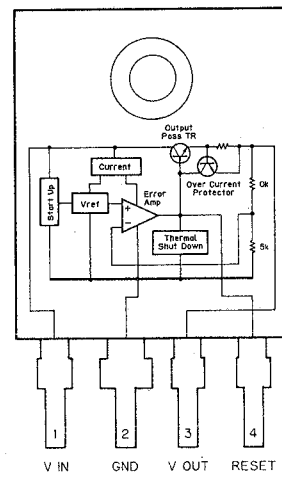 Output
Pass TR
Current
Error
Amp
Over Current
Protector
0k
Start Up
Vref
+
−
Thermal
Shut Down
5k
1
2
3
4
V IN
GND
V OUT
RESET